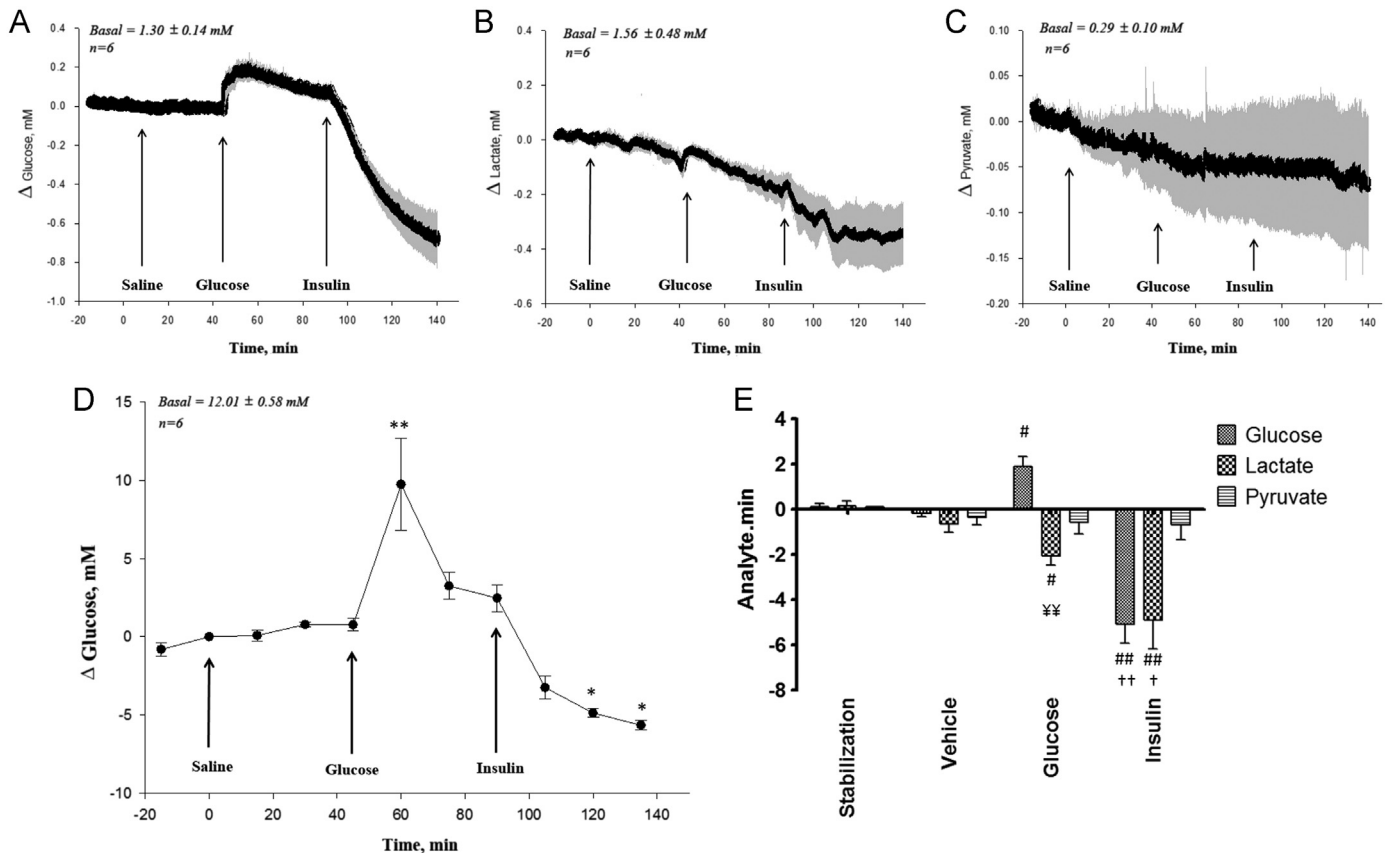 A
Basal = 1.30 ± 0.14 mM
n=6
0.4
0.2
0.0
-0.2
-0.4
-0.6
-0.8
-1.0
Δ Glucose, mM
Saline
Glucose
Insulin
-20 0 20 40 60 80 100 120 140
Time, min
B
Basal = 1.56 ± 0.48 mM
n=6
0.4
0.2
0.0
-0.2
-0.4
-0.6
Δ Lactate, mM
Saline
Glucose
Insulin
-20 0 20 40 60 80 100 120 140
Time, min
C
Basal = 0.29 ± 0.10 mM
n=6
0.10
0.05
0.00
-0.05
-0.10
-0.15
-0.20
Δ Pyruvate, mM
Saline
Glucose
Insulin
-20 0 20 40 60 80 100 120 140
Time, min
D
Basal = 12.01 ± 0.58 mM
n=6
15
10
5
0
-5
-10
Δ Glucose, mM
**
*
*
Saline
Glucose
Insulin
-20 0 20 40 60 80 100 120 140
Time, min
E
4
2
0
-2
-4
-6
-8
Analyte.min
#
#
¥¥
##
††
##
†
Stabilization
Vehicle
Glucose
Insulin
Glucose
Lactate
Pyruvate